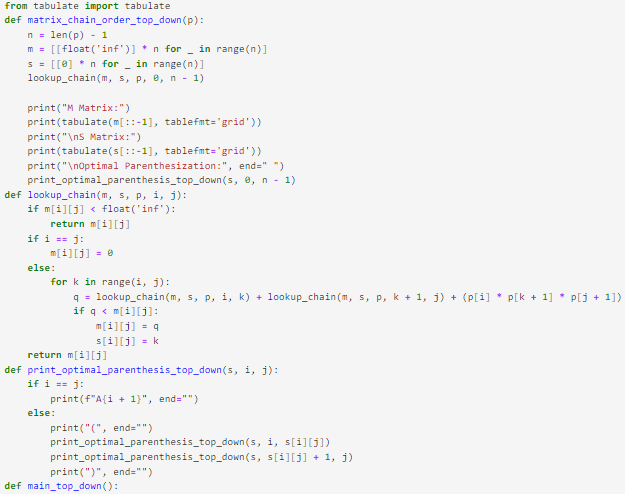 from tabulate import tabulate
def matrix_chain_order_top_down(p):
    n = len(p) - 1
    m = [[float('inf')] * n for _ in range(n)]
    s = [[0] * n for _ in range(n)]
    lookup_chain(m, s, p, 0, n - 1)

    print("M Matrix:")
    print(tabulate(m[::-1], tablefmt='grid'))
    print("\nS Matrix:")
    print(tabulate(s[::-1], tablefmt='grid'))
    print("\nOptimal Parenthesization:", end=" ")
    print_optimal_parenthesis_top_down(s, 0, n - 1)
def lookup_chain(m, s, p, i, j):
    if m[i][j] < float('inf'):
        return m[i][j]
    if i == j:
        m[i][j] = 0
    else:
        for k in range(i, j):
            q = lookup_chain(m, s, p, i, k) + lookup_chain(m, s, p, k + 1, j) + (p[i] * p[k + 1] * p[j + 1])
            if q < m[i][j]:
                m[i][j] = q
                s[i][j] = k
    return m[i][j]
def print_optimal_parenthesis_top_down(s, i, j):
    if i == j:
        print(f"A{i + 1}", end="")
    else:
        print("(", end="")
        print_optimal_parenthesis_top_down(s, i, s[i][j])
        print_optimal_parenthesis_top_down(s, s[i][j] + 1, j)
        print(")", end="")
def main_top_down():